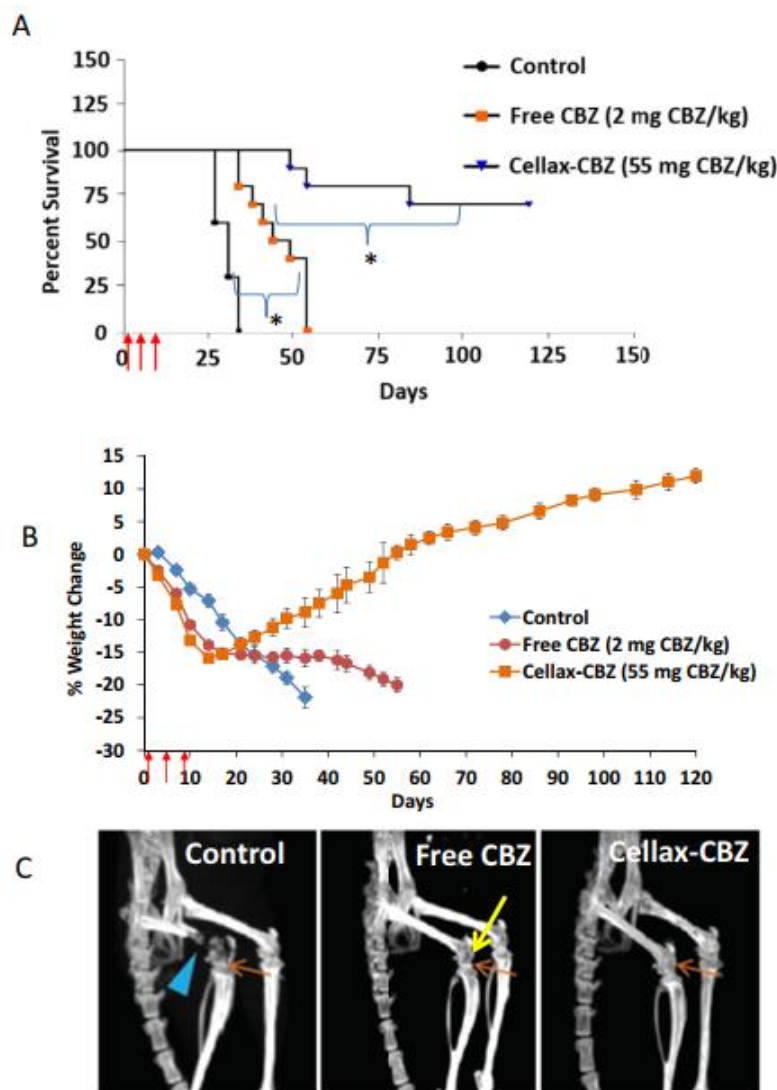 A
150
125
100
75
50
25
0
Percent Survival
Control
Free CBZ (2 mg CBZ/kg)
Cellax-CBZ (55 mg CBZ/kg)
*
*
0 25 50 75 100 125 150
Days
B
15
10
5
0
-5
-10
-15
-20
-25
-30
% Weight Change
Control
Free CBZ (2 mg CBZ/kg)
Cellax-CBZ (55 mg CBZ/kg)
0 10 20 30 40 50 60 70 80 90 100 110 120
Days
C
Control Free CBZ Cellax-CBZ